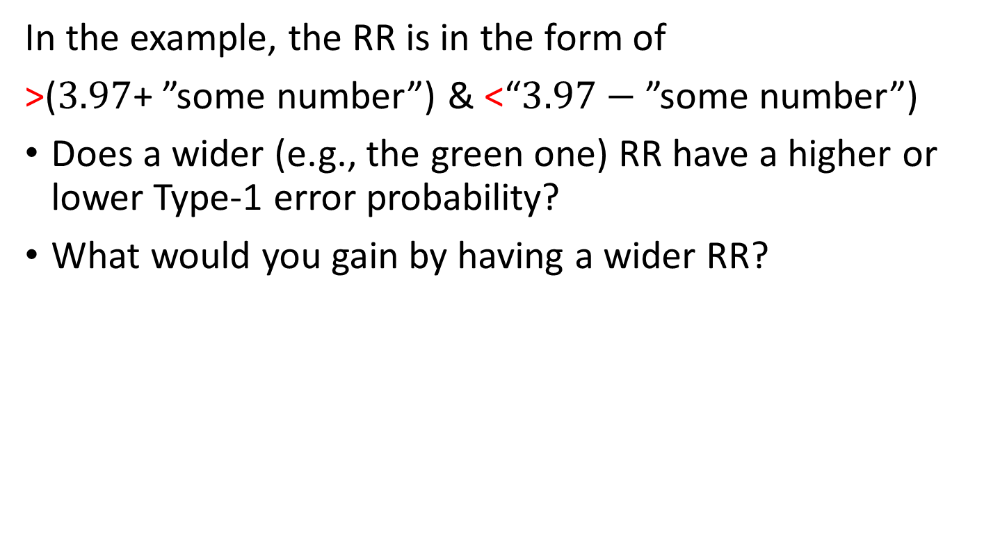 In the example, the RR is in the form of
>(3.97+ ”some number”) & <“3.97 − ”some number”)
• Does a wider (e.g., the green one) RR have a higher or
lower Type-1 error probability?
• What would you gain by having a wider RR?